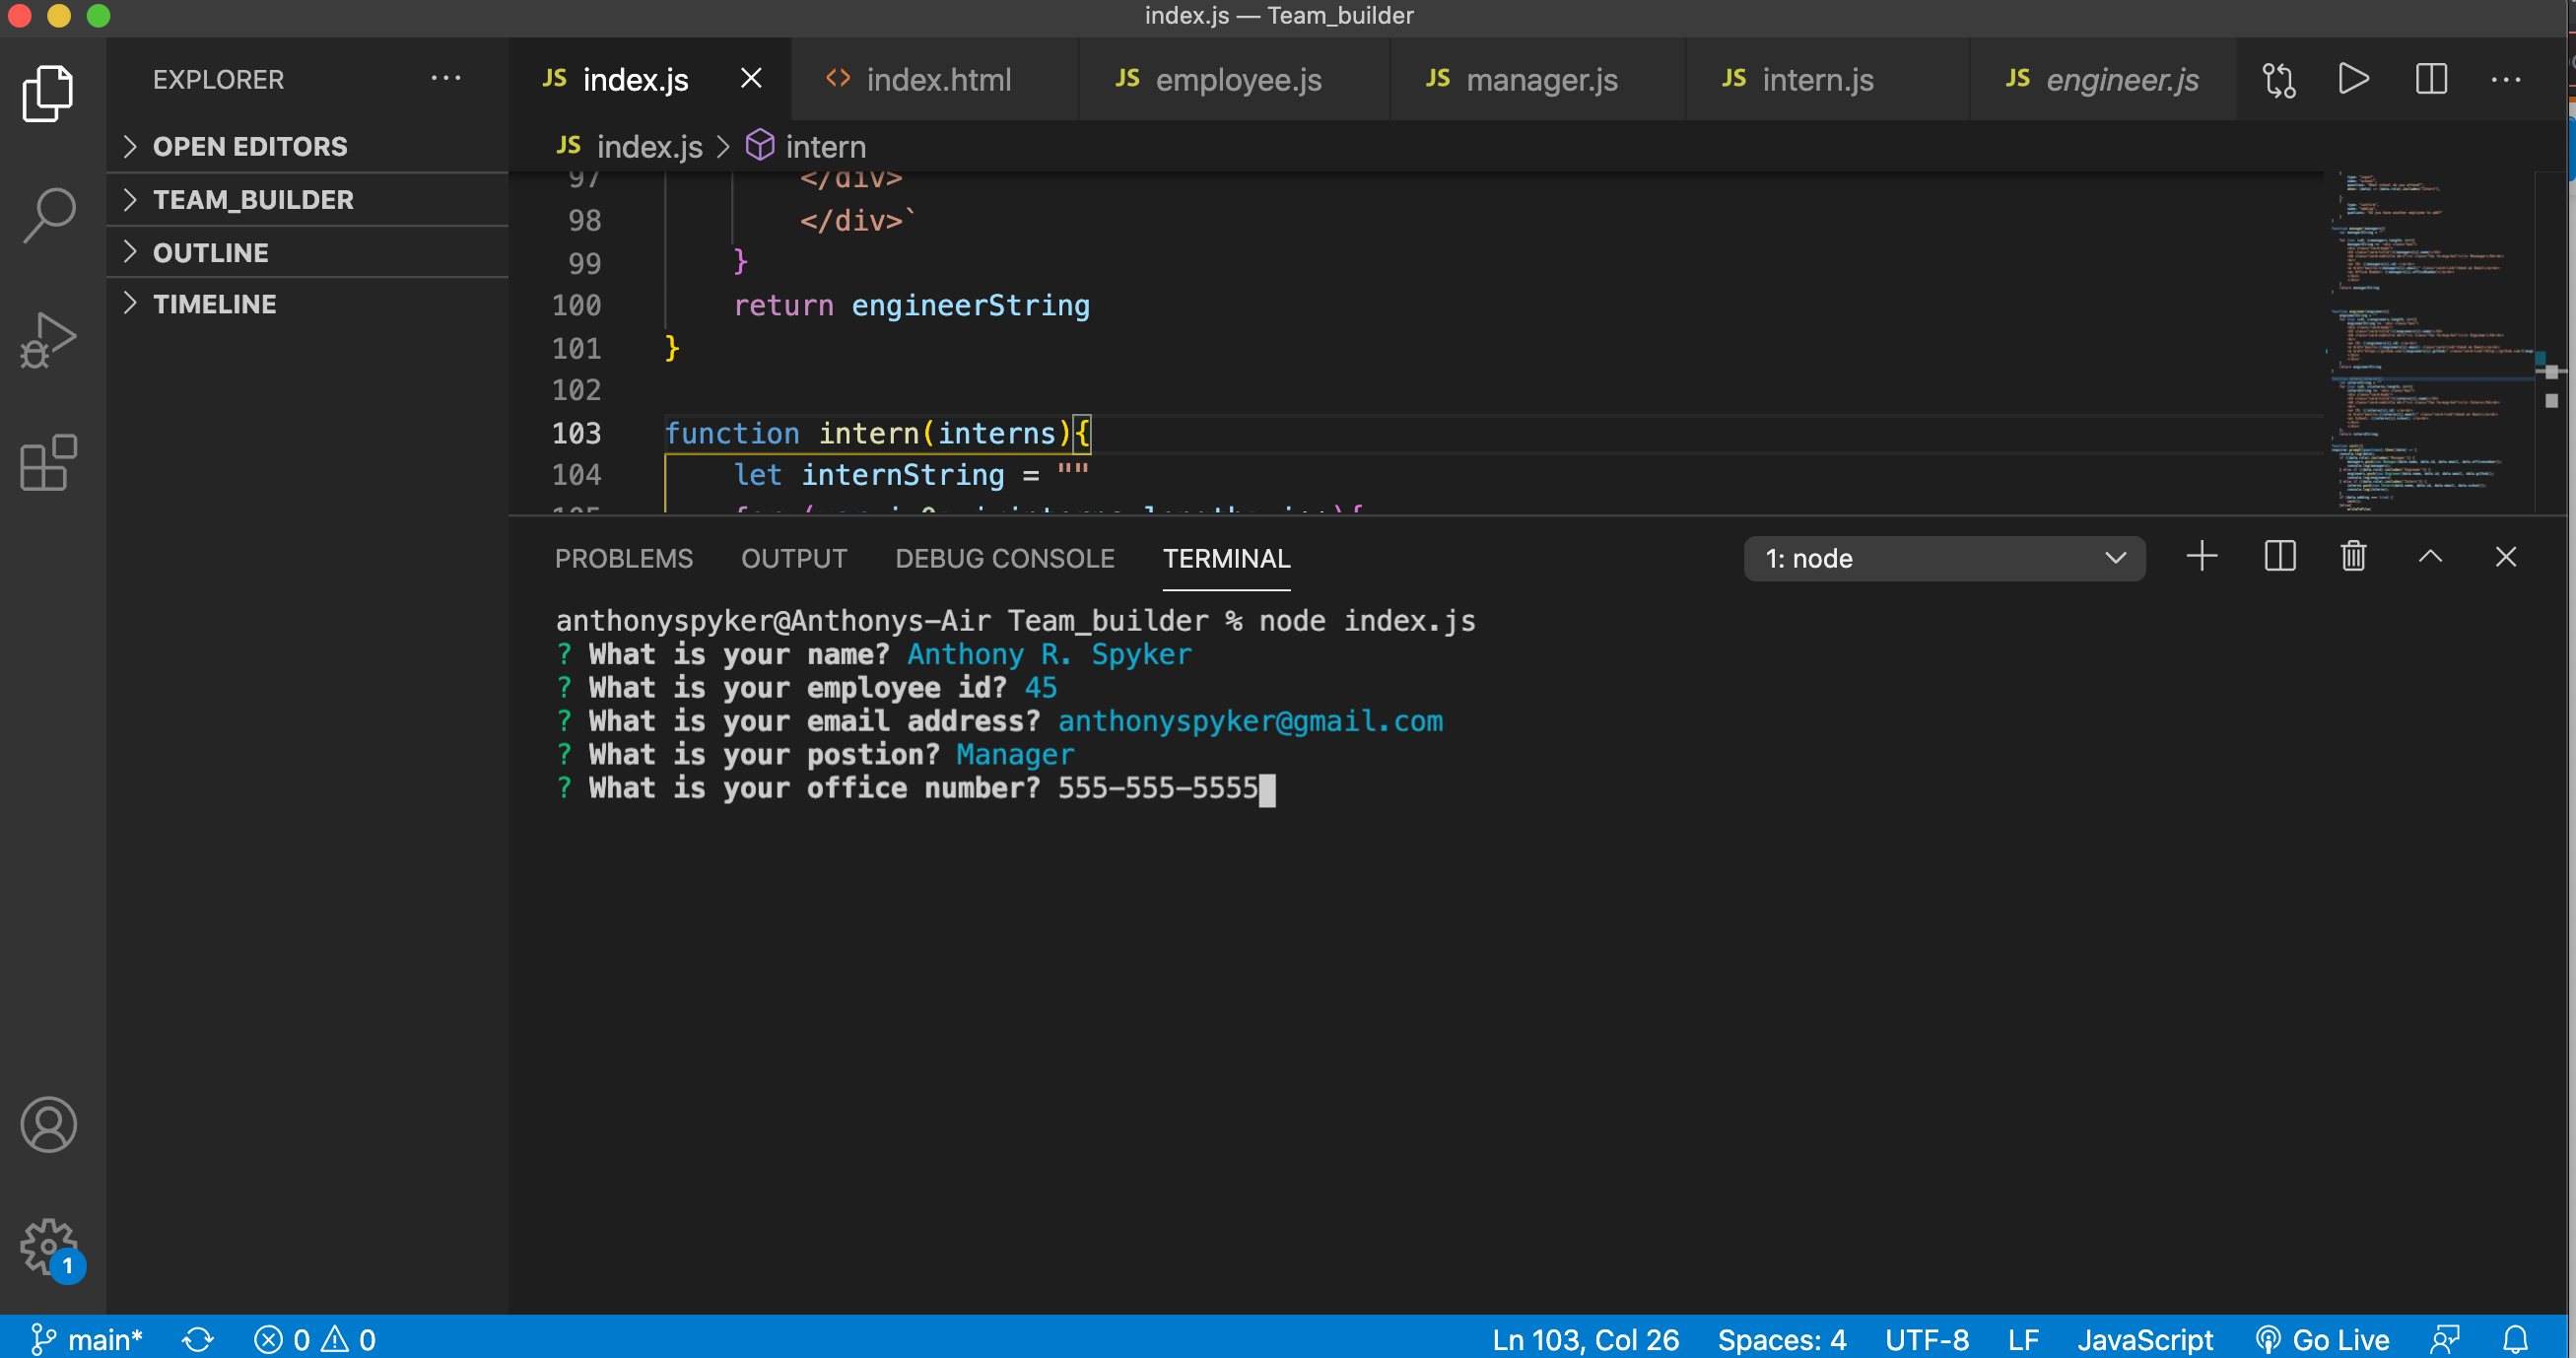 index.js — Team_builder
EXPLORER
OPEN EDITORS
TEAM_BUILDER
OUTLINE
TIMELINE
JS index.js
<> index.html
JS employee.js
JS manager.js
JS intern.js
JS engineer.js
JS index.js > intern
97 </div>
98 </div>`
99 }
100 return engineerString
101 }
102
103 function intern(interns){
104 let internString = ""
PROBLEMS OUTPUT DEBUG CONSOLE TERMINAL
1: node
anthonyspyker@Anthonys-Air Team_builder % node index.js
? What is your name? Anthony R. Spyker
? What is your employee id? 45
? What is your email address? anthonyspyker@gmail.com
? What is your postion? Manager
? What is your office number? 555-555-5555
1
main* 0 0
Ln 103, Col 26 Spaces: 4 UTF-8 LF JavaScript Go Live